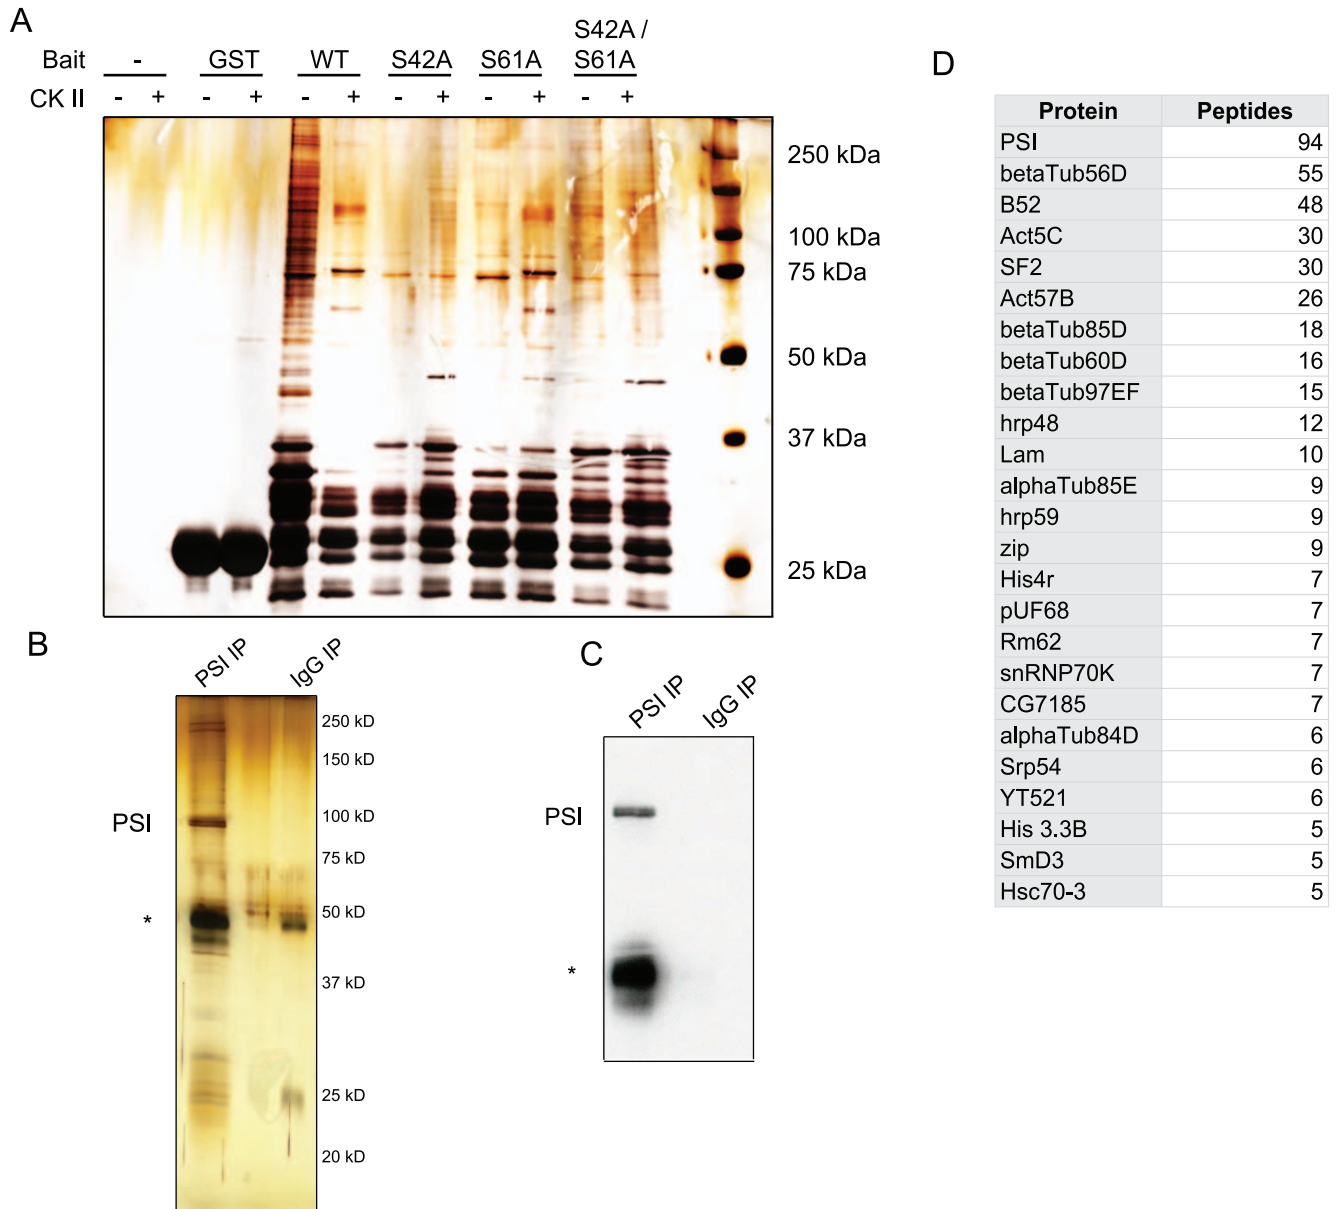 A
Bait - GST WT S42A S61A S42A / S61A
CK II - + - + - + - + - + - +
250 kDa
100 kDa
75 kDa
50 kDa
37 kDa
25 kDa
B
PSI IP IgG IP
250 kD
150 kD
PSI
100 kD
75 kD
*
50 kD
37 kD
25 kD
20 kD
C
PSI IP IgG IP
PSI
*
D
Protein Peptides
PSI 94
betaTub56D 55
B52 48
Act5C 30
SF2 30
Act57B 26
betaTub85D 18
betaTub60D 16
betaTub97EF 15
hrp48 12
Lam 10
alphaTub85E 9
hrp59 9
zip 9
His4r 7
pUF68 7
Rm62 7
snRNP70K 7
CG7185 7
alphaTub84D 6
Srp54 6
YT521 6
His 3.3B 5
SmD3 5
Hsc70-3 5